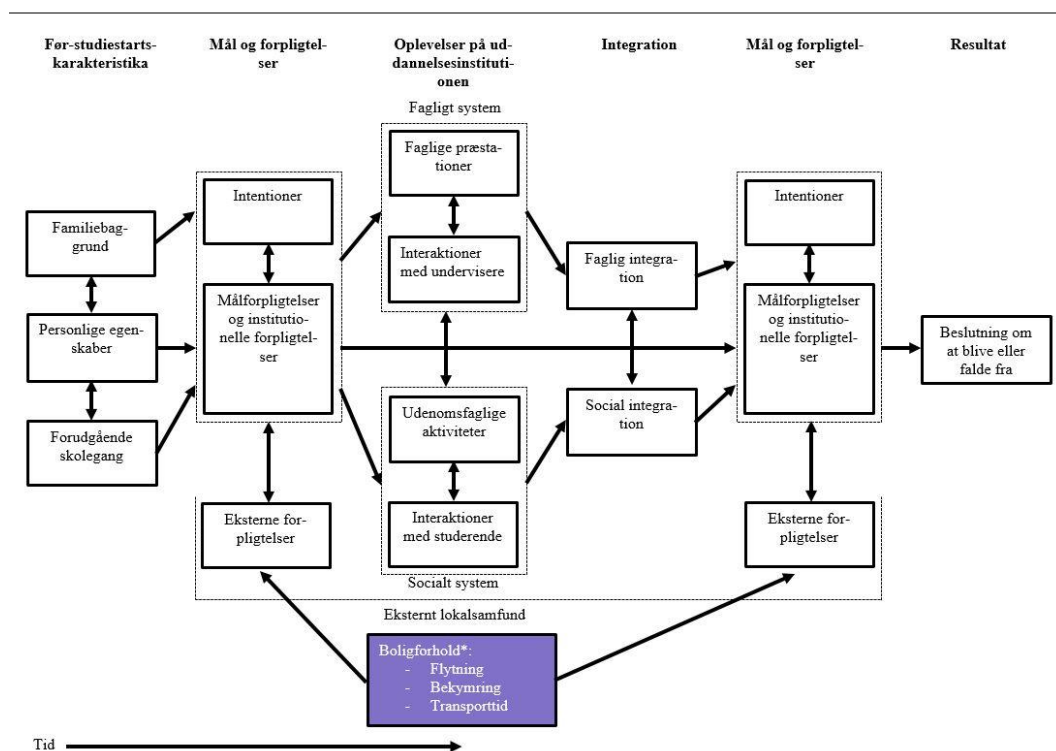 Før-studiestarts-
karakteristika
Mål og forpligtel-
ser
Oplevelser på ud-
dannelsesinstituti-
onen
Integration
Mål og forpligtel-
ser
Resultat
Fagligt system
Faglige præsta-
tioner
Interaktioner
med undervisere
Familiebag-
grund
Personlige egen-
skaber
Forudgående
skolegang
Intentioner
Målforpligtelser
og institutio-
nelle forpligtel-
ser
Eksterne for-
pligtelser
Udenomsfaglige
aktiviteter
Interaktioner
med studerende
Socialt system
Faglig integra-
tion
Social integra-
tion
Intentioner
Målforpligtelser
og institutio-
nelle forpligtel-
ser
Eksterne for-
pligtelser
Beslutning om
at blive eller
falde fra
Eksternt lokalsamfund
Boligforhold*:
- Flytning
- Bekymring
- Transporttid
Tid